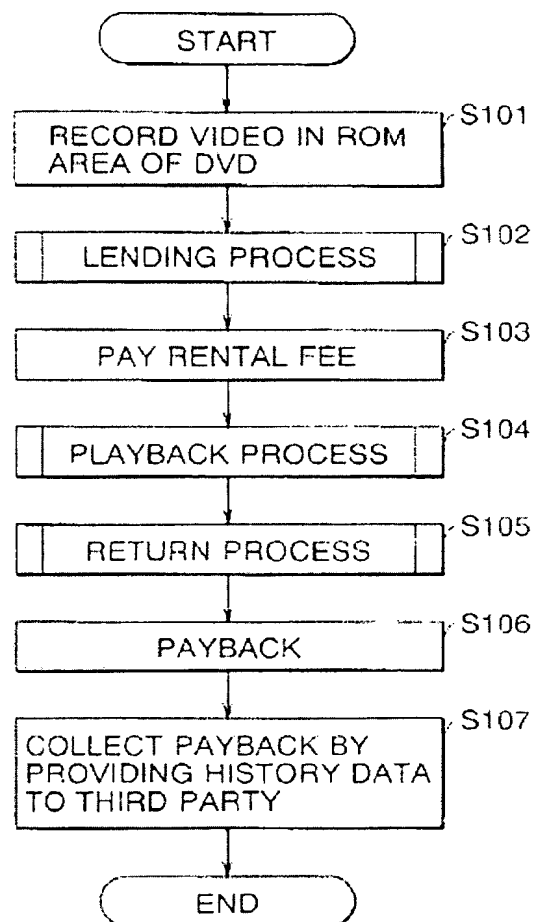 START
S101
RECORD VIDEO IN ROM
AREA OF DVD
S102
LENDING PROCESS
S103
PAY RENTAL FEE
S104
PLAYBACK PROCESS
S105
RETURN PROCESS
S106
PAYBACK
S107
COLLECT PAYBACK BY
PROVIDING HISTORY DATA
TO THIRD PARTY
END